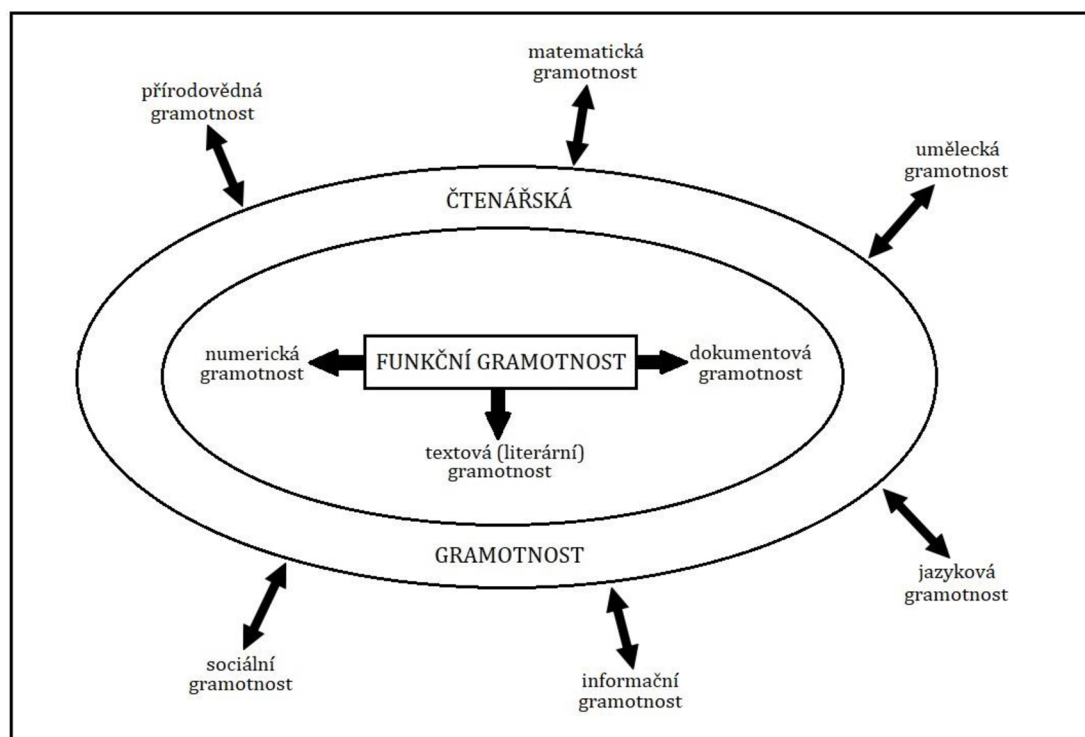 matematická
gramotnost
přírodovědná
gramotnost
umělecká
gramotnost
ČTENÁŘSKÁ
numerická
gramotnost
FUNKČNÍ GRAMOTNOST
dokumentová
gramotnost
textová (literární)
gramotnost
GRAMOTNOST
jazyková
gramotnost
sociální
gramotnost
informační
gramotnost